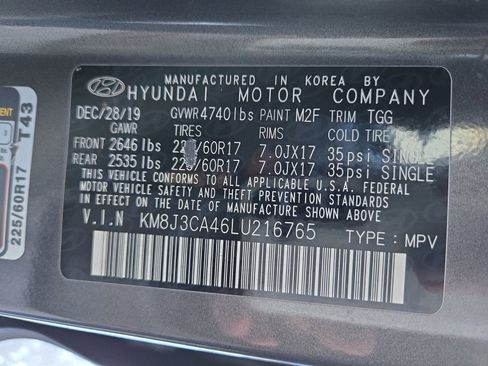 MANUFACTURED IN KOREA BY
HYUNDAI MOTOR COMPANY
DEC/28/19 GVWR 4740lbs PAINT M2F TRIM TGG
GAWR TIRES RIMS COLD TIRE
FRONT 2646 lbs /60R17 7.0JX17 35psi SINGLE
REAR 2535 lbs /60R17 7.0JX17 35psi SINGLE
THIS VEHICLE CONFORMS TO ALL APPLICABLE U.S. FEDERAL
MOTOR VEHICLE SAFETY AND THEFT PREVENTION STANDARDS
IN EFFECT ON THE DATE OF MANUFACTURE SHOWN ABOVE.
V.I.N KM8J3CA46LU216765 TYPE : MPV
225/60R17 T43